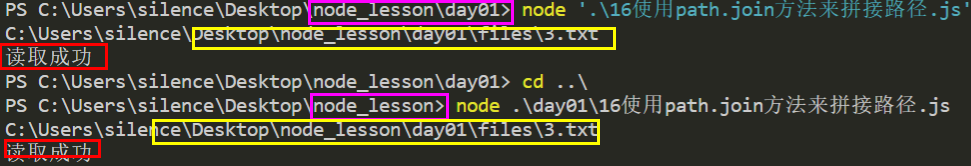 PS C:\Users\silence\Desktop\node_lesson\day01> node '.\16使用path.join方法来拼接路径.js'
C:\Users\silence\Desktop\node_lesson\day01\files\3.txt
读取成功
PS C:\Users\silence\Desktop\node_lesson\day01> cd ..\
PS C:\Users\silence\Desktop\node_lesson> node .\day01\16使用path.join方法来拼接路径.js
C:\Users\silence\Desktop\node_lesson\day01\files\3.txt
读取成功